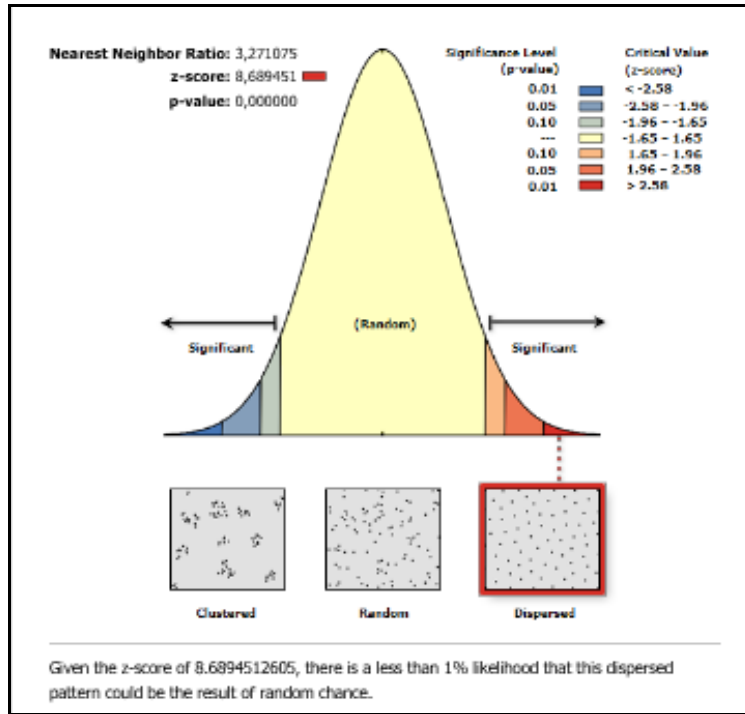 Nearest Neighbor Ratio: 3,271075
z-score: 8,689451
p-value: 0,000000
Significance Level
(p-value)
Critical Value
(z-score)
0.01 < -2.58
0.05 -2.58 – -1.96
0.10 -1.96 – -1.65
--- -1.65 – 1.65
0.10 1.65 – 1.96
0.05 1.96 – 2.58
0.01 > 2.58
(Random)
Significant
Significant
Clustered
Random
Dispersed
Given the z-score of 8.6894512605, there is a less than 1% likelihood that this dispersed
pattern could be the result of random chance.